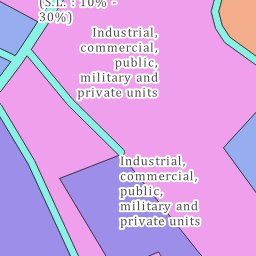 (S.L. : 10% -
30%)
Industrial,
commercial,
public,
military and
private units
Industrial,
commercial,
public,
military and
private units